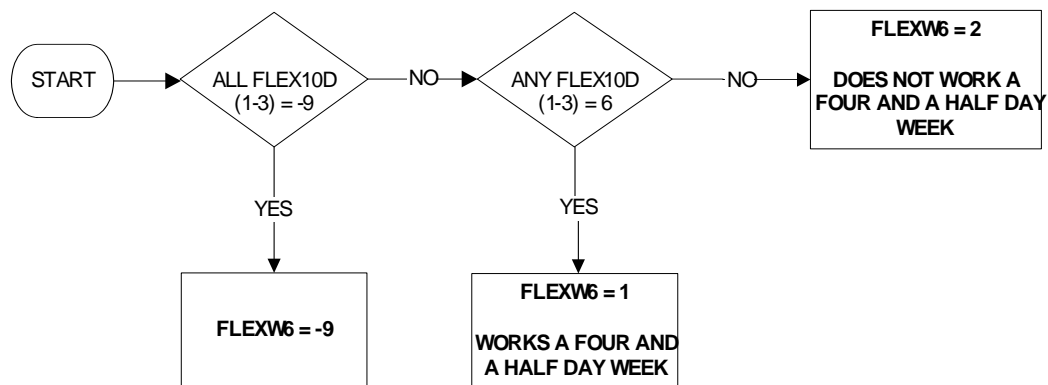 START
ALL FLEX10D
(1-3) = -9
NO
ANY FLEX10D
(1-3) = 6
NO
FLEXW6 = 2
DOES NOT WORK A
FOUR AND A HALF DAY
WEEK
YES
YES
FLEXW6 = -9
FLEXW6 = 1
WORKS A FOUR AND
A HALF DAY WEEK